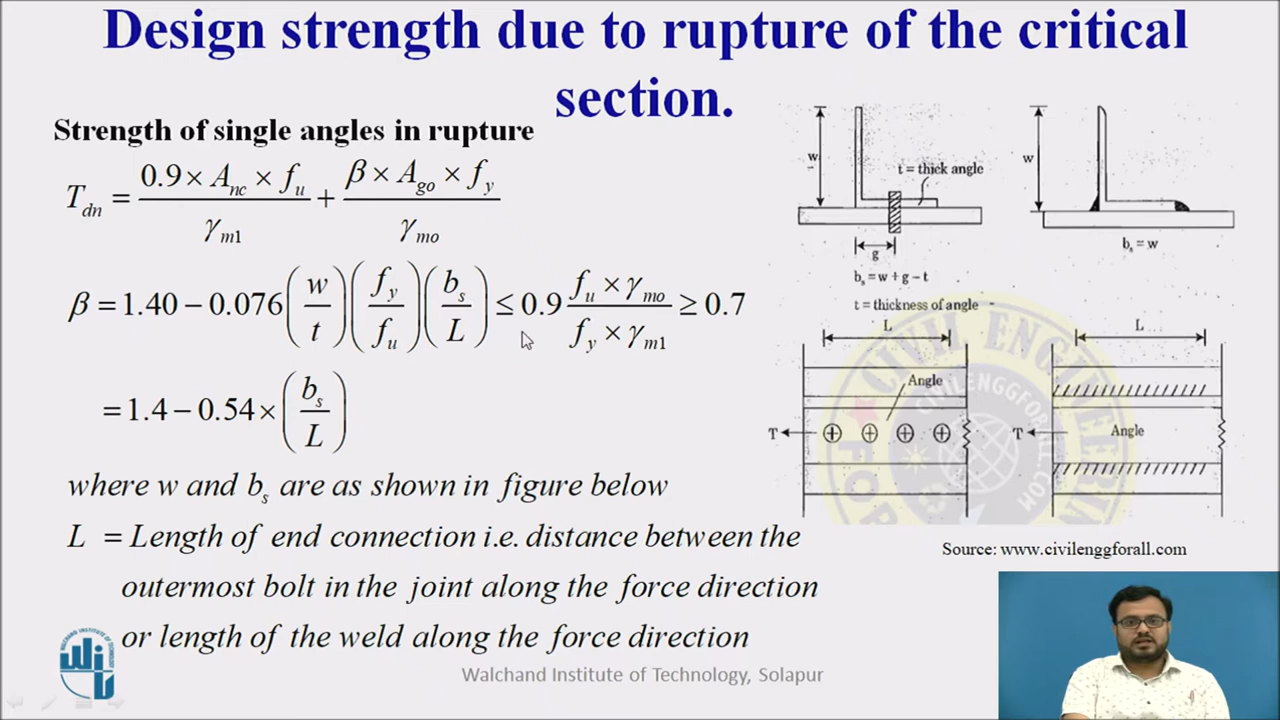 Design strength due to rupture of the critical
section.
Strength of single angles in rupture
T_dn = (0.9 × A_nc × f_u)/γ_m1 + (β × A_go × f_y)/γ_mo
β = 1.40 − 0.076 (w/t) (f_y/f_u) (b_s/L) ≤ 0.9 (f_u × γ_mo)/(f_y × γ_m1) ≥ 0.7
= 1.4 − 0.54 × (b_s/L)
where w and b_s are as shown in figure below
L = Length of end connection i.e. distance between the
outermost bolt in the joint along the force direction
or length of the weld along the force direction
w
t = thick angle
g
b_s = w + g − t
t = thickness of angle
w
b_s = w
L
Angle
T
L
Angle
T
CIVIL ENGINEERING
CIVILENGGFORALL.COM
FOR
Source: www.civilenggforall.com
Walchand Institute of Technology, Solapur